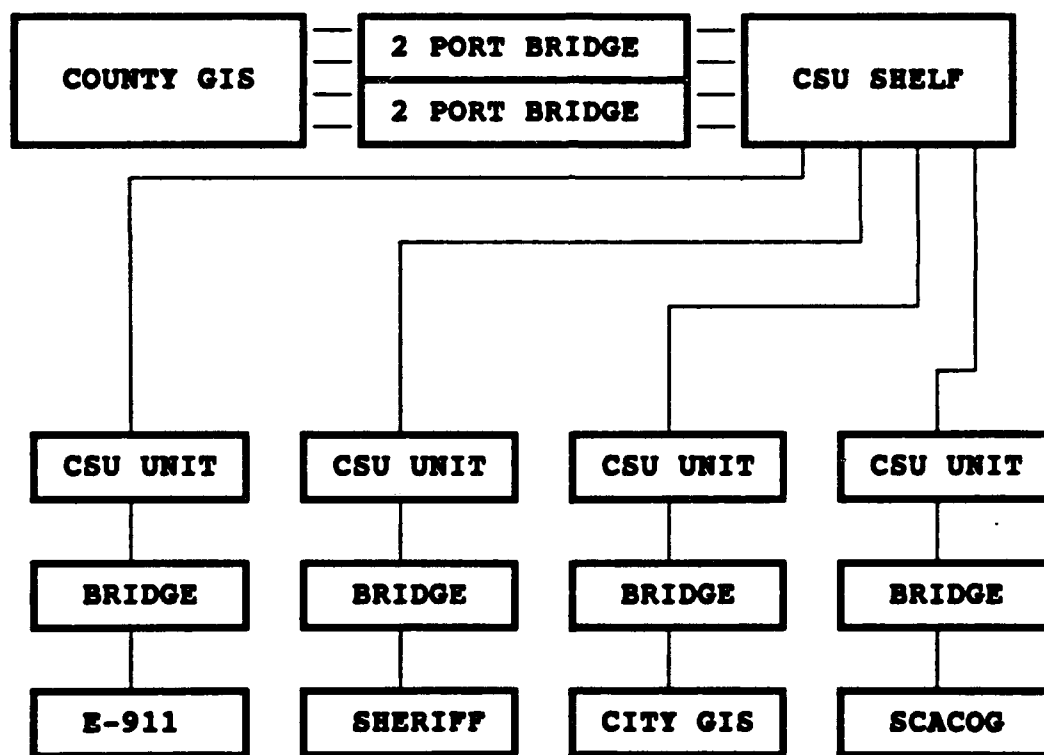 COUNTY GIS
2 PORT BRIDGE
2 PORT BRIDGE
CSU SHELF
CSU UNIT
CSU UNIT
CSU UNIT
CSU UNIT
BRIDGE
BRIDGE
BRIDGE
BRIDGE
E-911
SHERIFF
CITY GIS
SCACOG